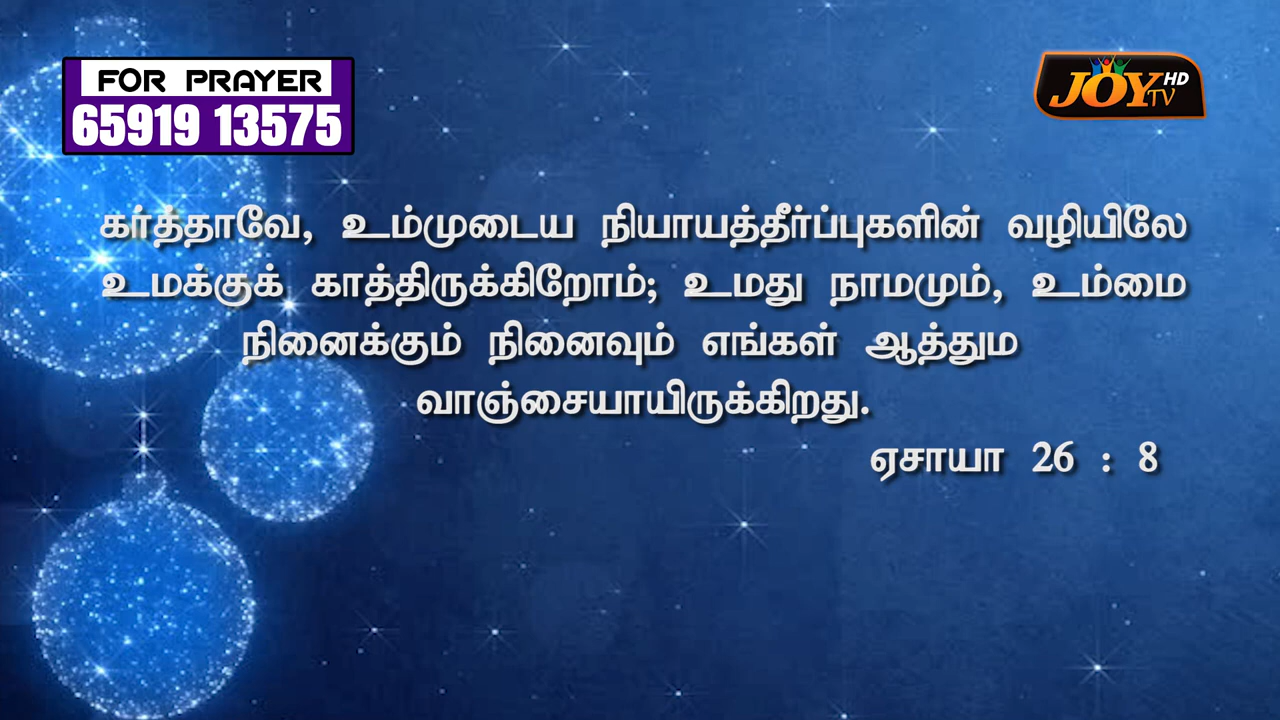 FOR PRAYER
65919 13575
JOY TV HD
கர்த்தாவே, உம்முடைய நியாயத்தீர்ப்புகளின் வழியிலே
உமக்குக் காத்திருக்கிறோம்; உமது நாமமும், உம்மை
நினைக்கும் நினைவும் எங்கள் ஆத்தும
வாஞ்சையாயிருக்கிறது.
ஏசாயா 26 : 8